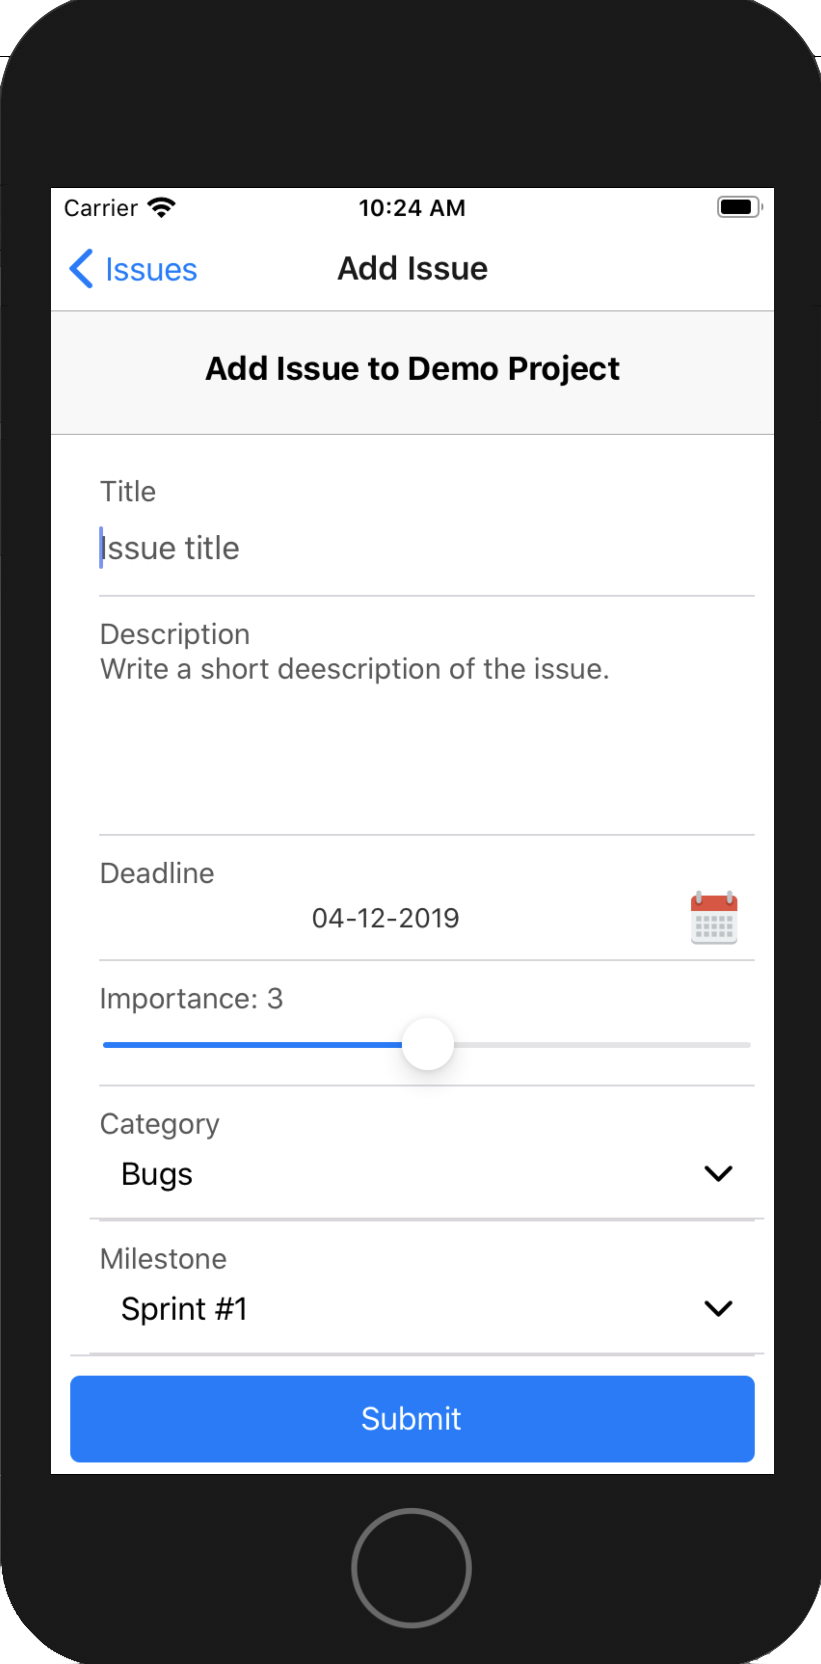 Carrier 10:24 AM
Issues Add Issue
Add Issue to Demo Project
Title
Issue title
Description
Write a short deescription of the issue.
Deadline
04-12-2019
Importance: 3
Category
Bugs
Milestone
Sprint #1
Submit